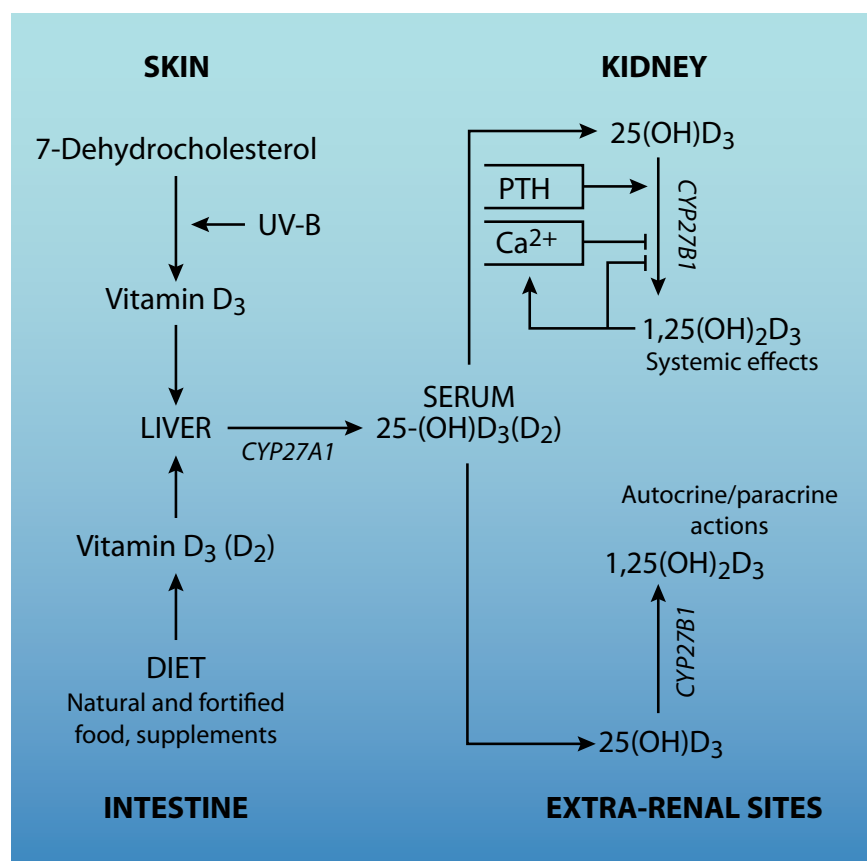 SKIN
7-Dehydrocholesterol
UV-B
Vitamin D₃
LIVER
CYP27A1
Vitamin D₃ (D₂)
DIET
Natural and fortified
food, supplements
INTESTINE
SERUM
25-(OH)D₃(D₂)
KIDNEY
25(OH)D₃
PTH
Ca²⁺
CYP27B1
1,25(OH)₂D₃
Systemic effects
Autocrine/paracrine
actions
1,25(OH)₂D₃
CYP27B1
25(OH)D₃
EXTRA-RENAL SITES